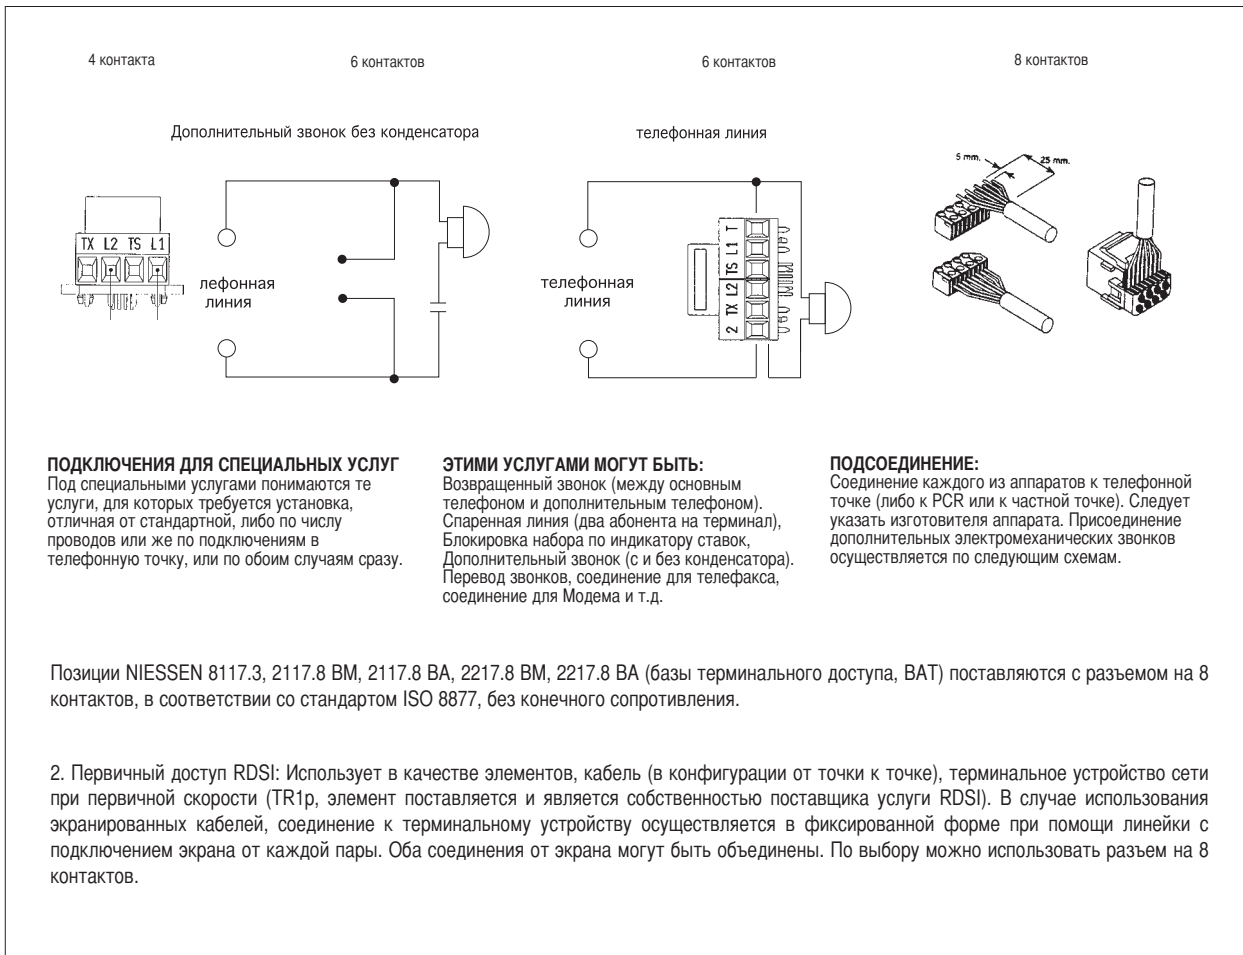 4 контакта
6 контактов
6 контактов
8 контактов
Дополнительный звонок без конденсатора
телефонная линия
5 mm.
25 mm.
TX L2 TS L1
лефонная
линия
телефонная
линия
2 TX L2 TS L1 T
ПОДКЛЮЧЕНИЯ ДЛЯ СПЕЦИАЛЬНЫХ УСЛУГ
Под специальными услугами понимаются те
услуги, для которых требуется установка,
отличная от стандартной, либо по числу
проводов или же по подключениям в
телефонную точку, или по обоим случаям сразу.
ЭТИМИ УСЛУГАМИ МОГУТ БЫТЬ:
Возвращенный звонок (между основным
телефоном и дополнительным телефоном).
Спаренная линия (два абонента на терминал),
Блокировка набора по индикатору ставок,
Дополнительный звонок (с и без конденсатора).
Перевод звонков, соединение для телефакса,
соединение для Модема и т.д.
ПОДСОЕДИНЕНИЕ:
Соединение каждого из аппаратов к телефонной
точке (либо к PCR или к частной точке). Следует
указать изготовителя аппарата. Присоединение
дополнительных электромеханических звонков
осуществляется по следующим схемам.
Позиции NIESSEN 8117.3, 2117.8 BM, 2117.8 BA, 2217.8 BM, 2217.8 BA (базы терминального доступа, BAT) поставляются с разъемом на 8
контактов, в соответствии со стандартом ISO 8877, без конечного сопротивления.
2. Первичный доступ RDSI: Использует в качестве элементов, кабель (в конфигурации от точки к точке), терминальное устройство сети
при первичной скорости (TR1p, элемент поставляется и является собственностью поставщика услуги RDSI). В случае использования
экранированных кабелей, соединение к терминальному устройству осуществляется в фиксированной форме при помощи линейки с
подключением экрана от каждой пары. Оба соединения от экрана могут быть объединены. По выбору можно использовать разъем на 8
контактов.